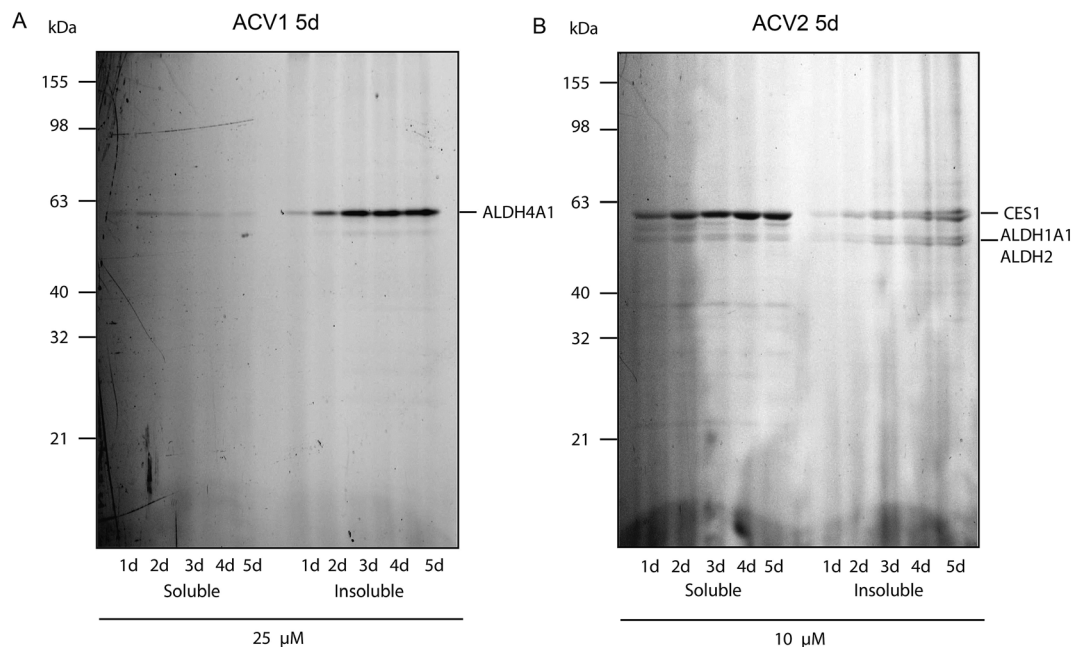 A
kDa
ACV1 5d
155
98
63
40
32
21
ALDH4A1
1d 2d 3d 4d 5d 1d 2d 3d 4d 5d
Soluble Insoluble
25 µM
B
kDa
ACV2 5d
155
98
63
40
32
21
CES1
ALDH1A1
ALDH2
1d 2d 3d 4d 5d 1d 2d 3d 4d 5d
Soluble Insoluble
10 µM